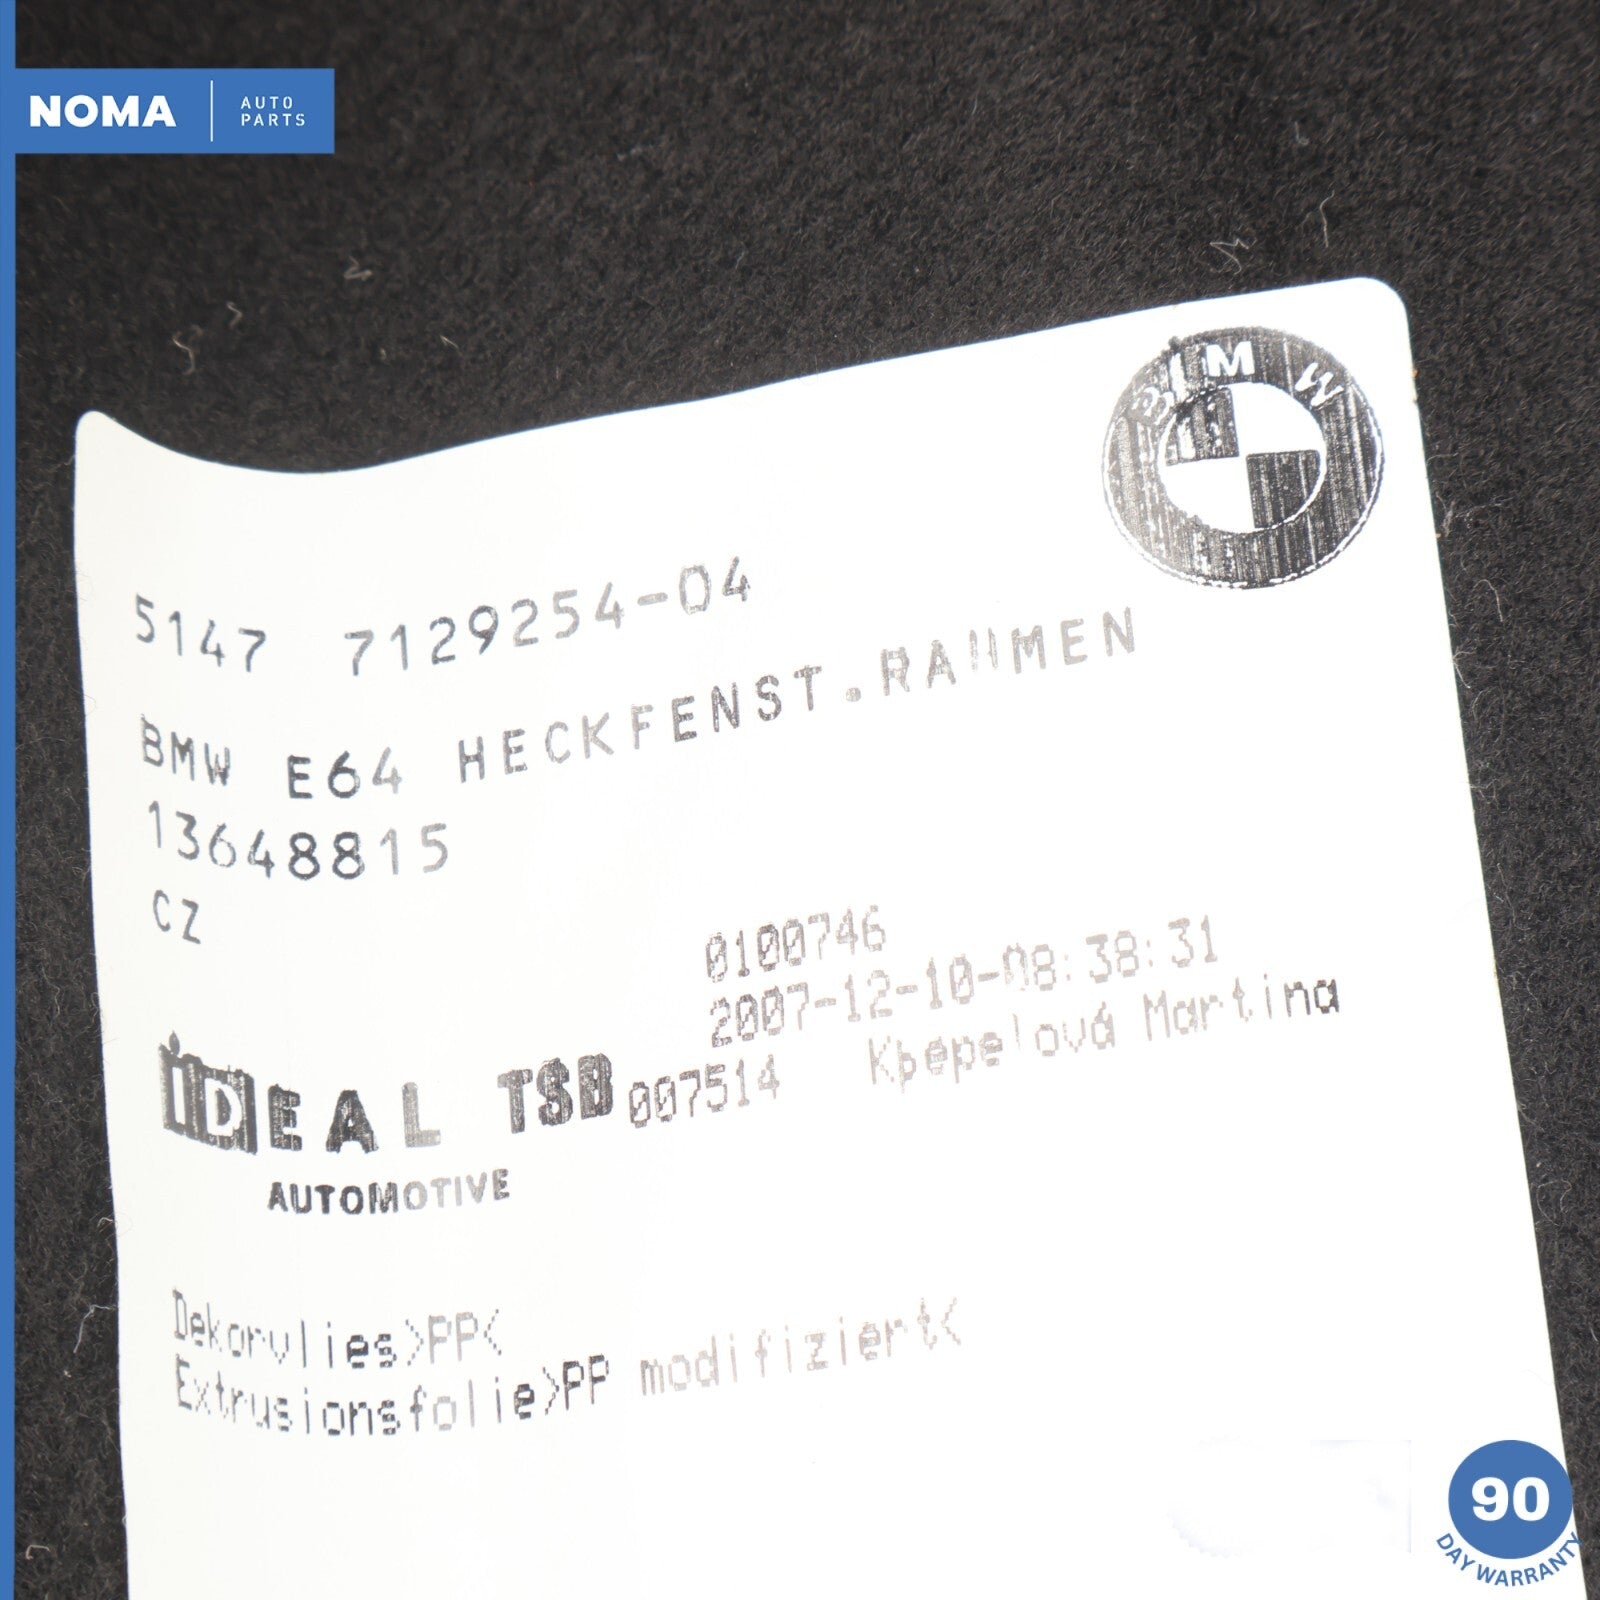 NOMA
AUTO
PARTS
BMW
5147 7129254-04
BMW E64 HECKFENST.RAHMEN
13648815
CZ
0100746
2007-12-10-08:38:31
007514 Martina
iDEAL TSB
AUTOMOTIVE
Dekorvlies>PP<
Extrusionsfolie>PP modifiziert<
90
DAY WARRANTY